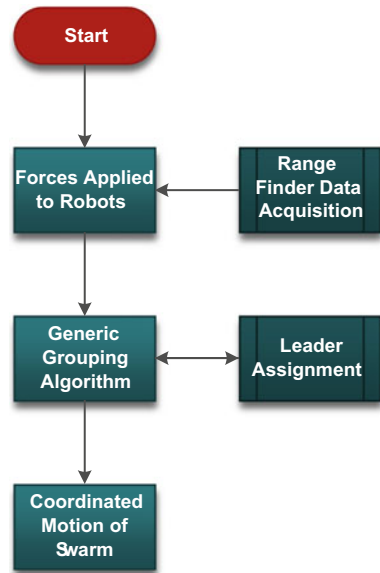 Start
Forces Applied
to Robots
Range
Finder Data
Acquisition
Generic
Grouping
Algorithm
Leader
Assignment
Coordinated
Motion of
Swarm